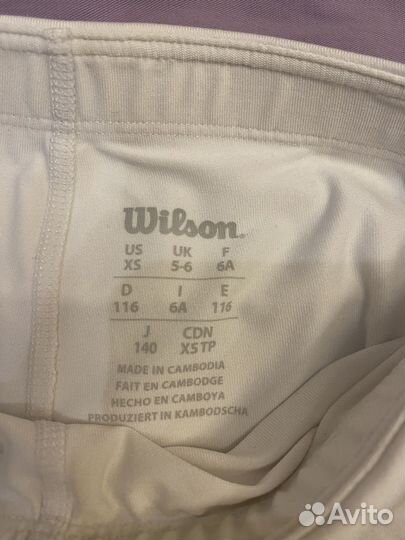 Wilson.
US UK F
XS 5-6 6A
D I E
116 6A 116
J CDN
140 XS TP
MADE IN CAMBODIA
FAIT EN CAMBODGE
HECHO EN CAMBOYA
PRODUZIERT IN KAMBODSCHA
Avito